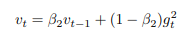 v_t = β_2 v_{t−1} + (1 − β_2) g_t^2